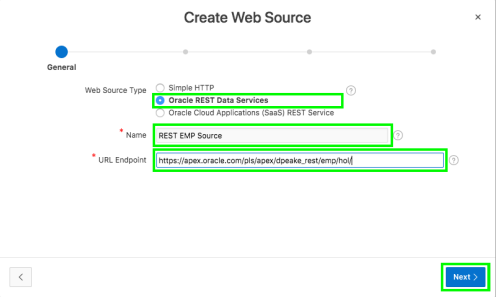 Create Web Source
×
General
Web Source Type
Simple HTTP
?
Oracle REST Data Services
Oracle Cloud Applications (SaaS) REST Service
* Name REST EMP Source ?
* URL Endpoint https://apex.oracle.com/pls/apex/dpeake_rest/emp/hol/ ?
< Next >